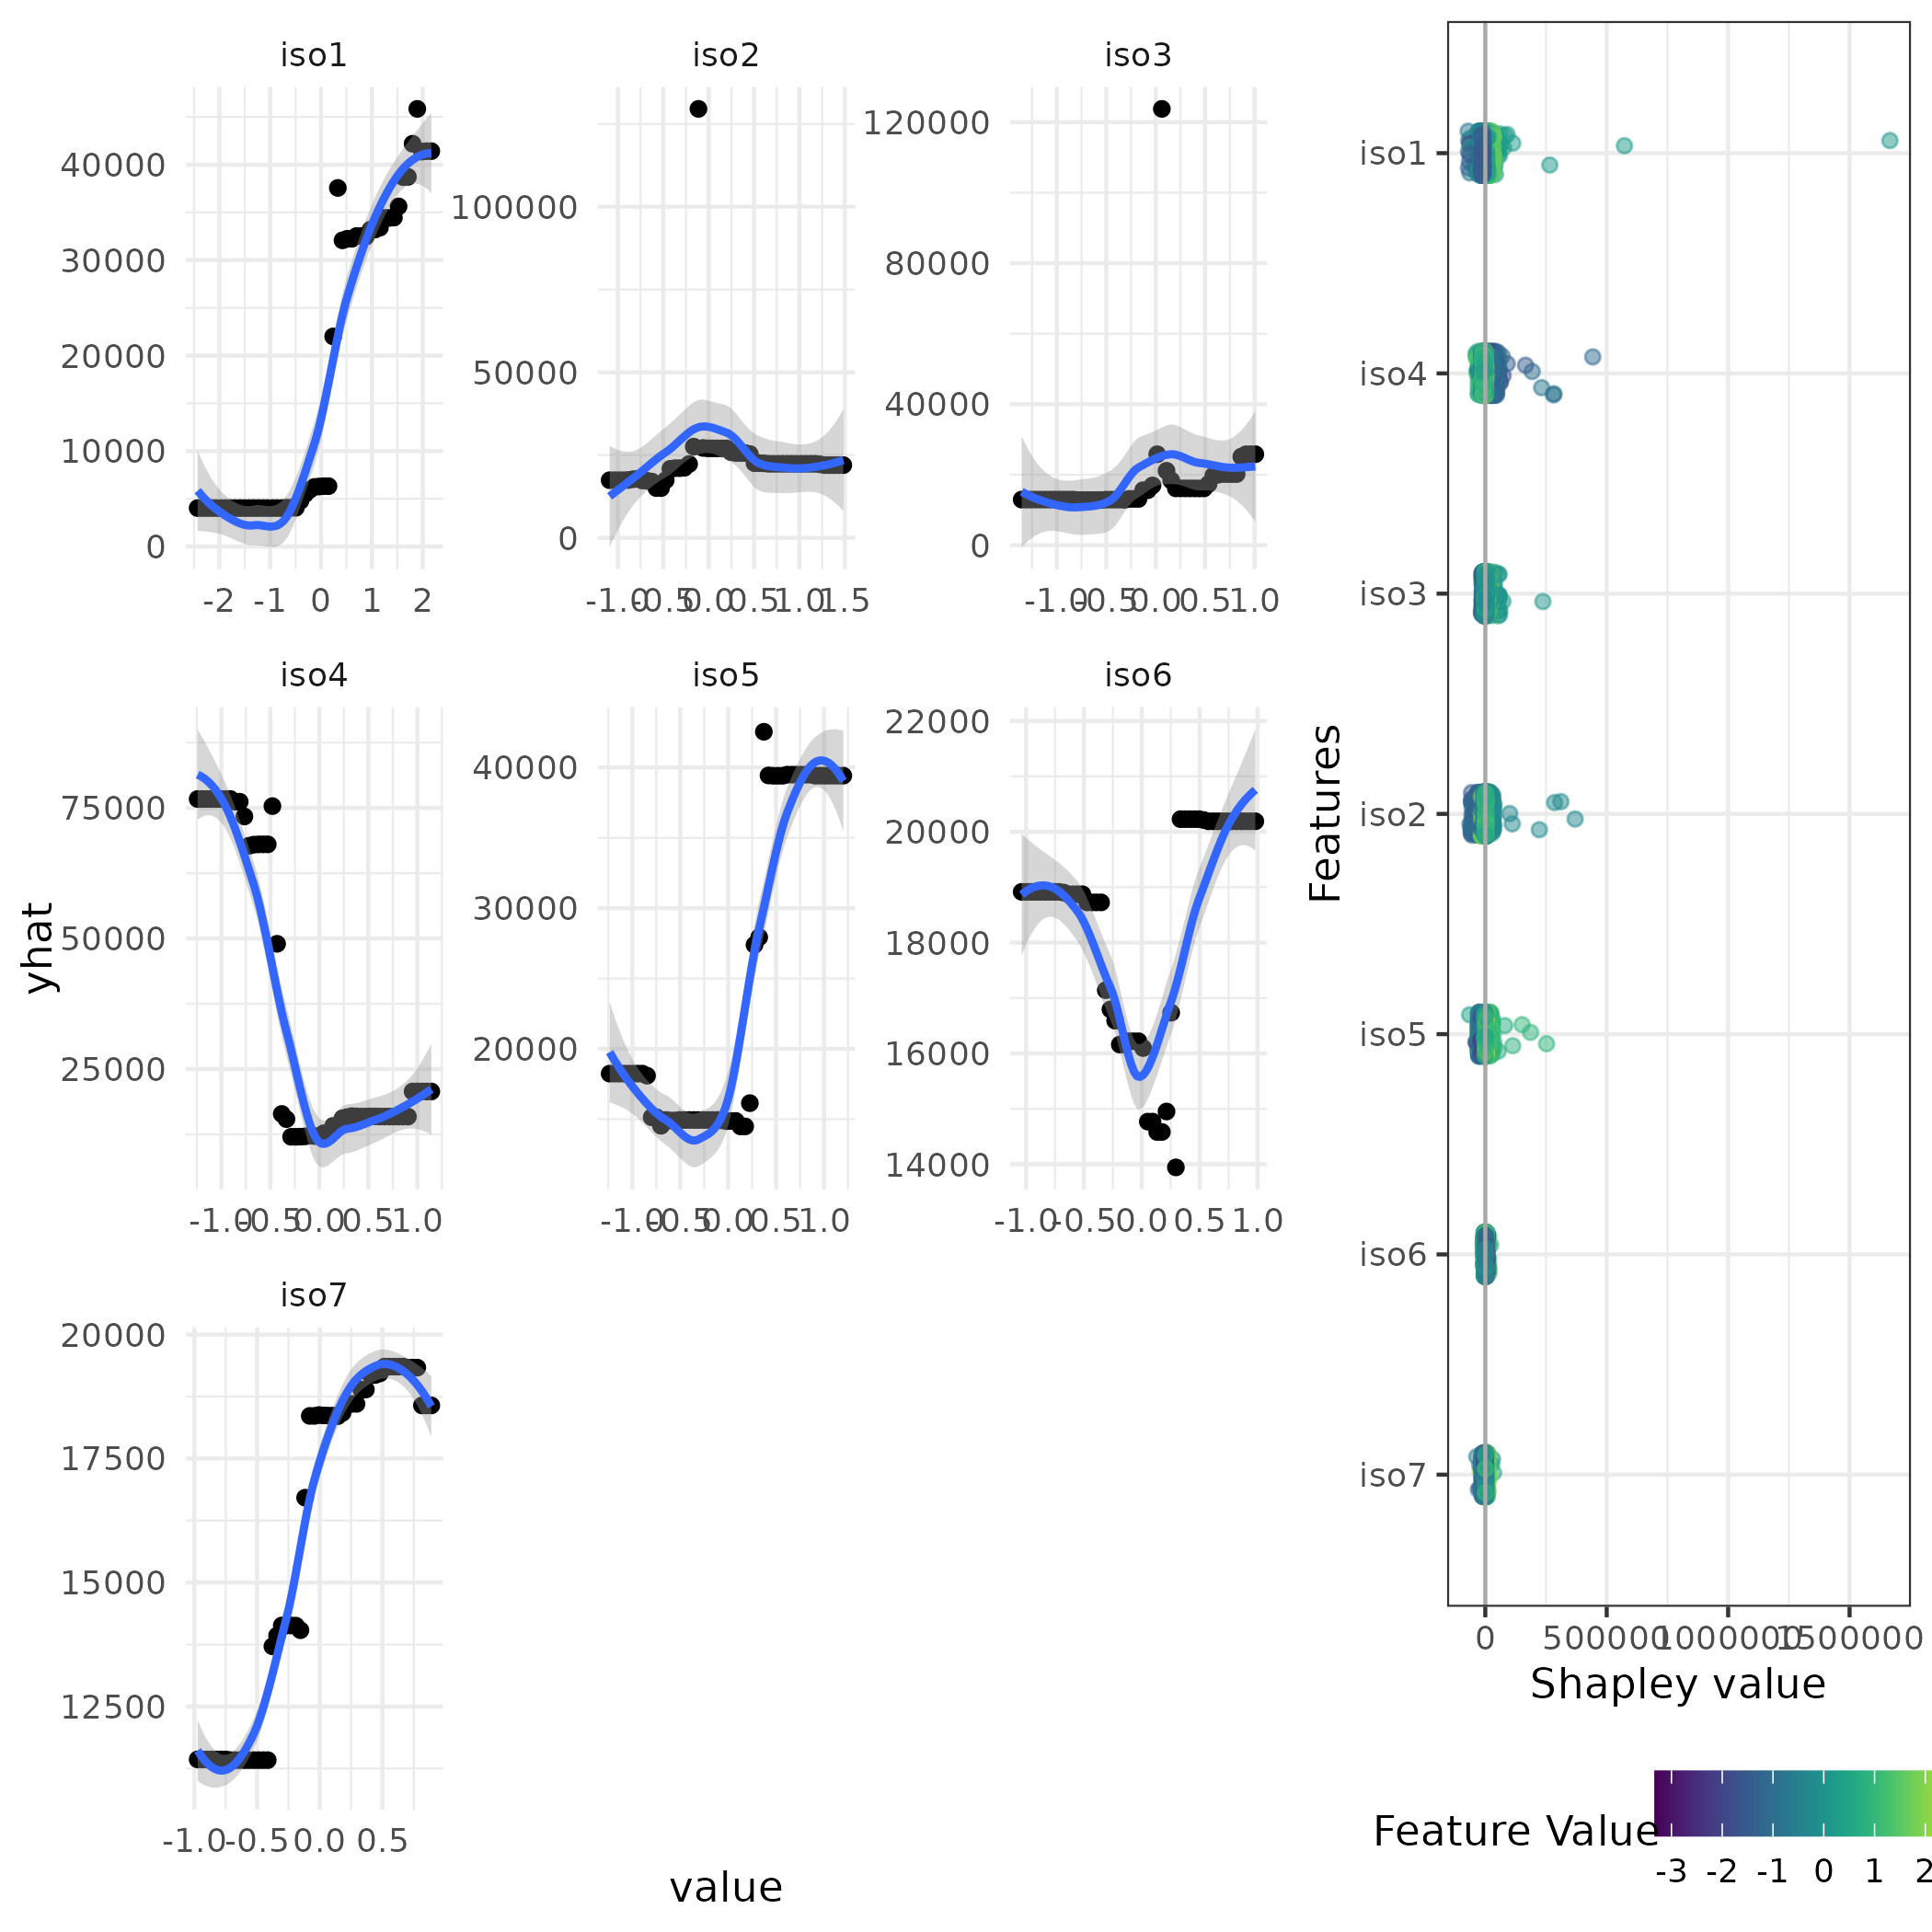 iso1 iso2 iso3
40000
30000
20000
10000
0
100000
50000
0
120000
80000
40000
0
-2 -1 0 1 2
-1.0 -0.5 0.0 0.5 1.0 1.5
-1.0 -0.5 0.0 0.5 1.0
iso4 iso5 iso6
75000
50000
25000
40000
30000
20000
22000
20000
18000
16000
14000
-1.0 -0.5 0.0 0.5 1.0
-1.0 -0.5 0.0 0.5 1.0
-1.0 -0.5 0.0 0.5 1.0
iso7
20000
17500
15000
12500
-1.0 -0.5 0.0 0.5
yhat
value
Features
iso1
iso4
iso3
iso2
iso5
iso6
iso7
0 500000 1000000 1500000
Shapley value
Feature Value
-3 -2 -1 0 1 2